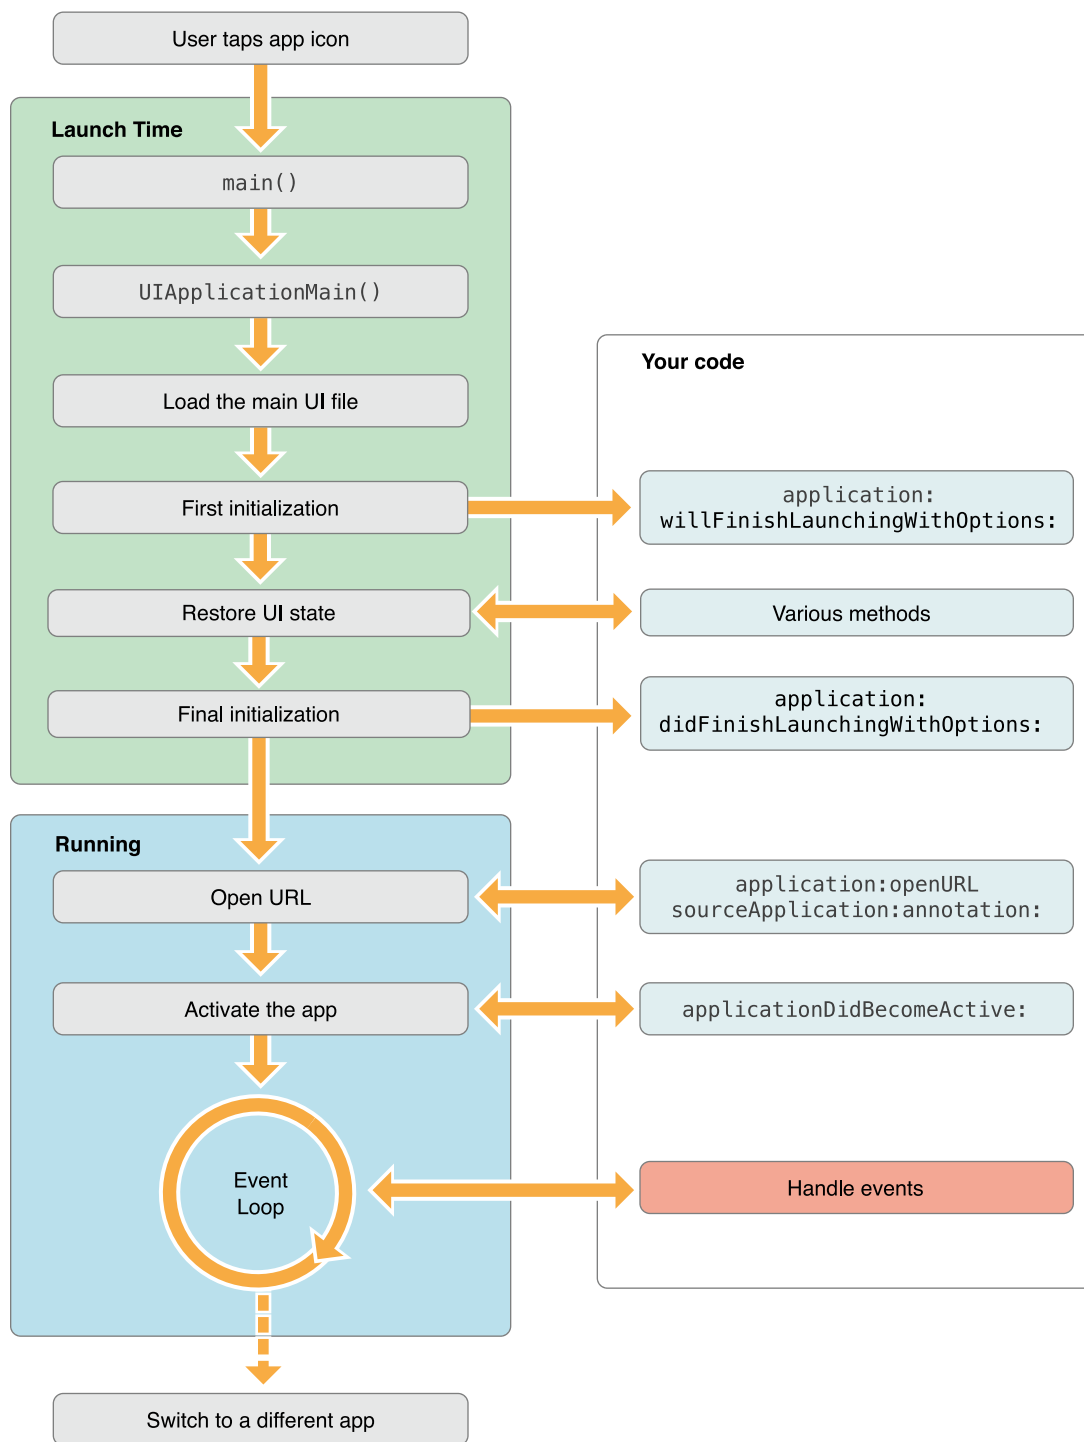 User taps app icon
Launch Time
main()
UIApplicationMain()
Load the main UI file
First initialization
Restore UI state
Final initialization
Running
Open URL
Activate the app
Event
Loop
Switch to a different app
Your code
application:
willFinishLaunchingWithOptions:
Various methods
application:
didFinishLaunchingWithOptions:
application:openURL
sourceApplication:annotation:
applicationDidBecomeActive:
Handle events